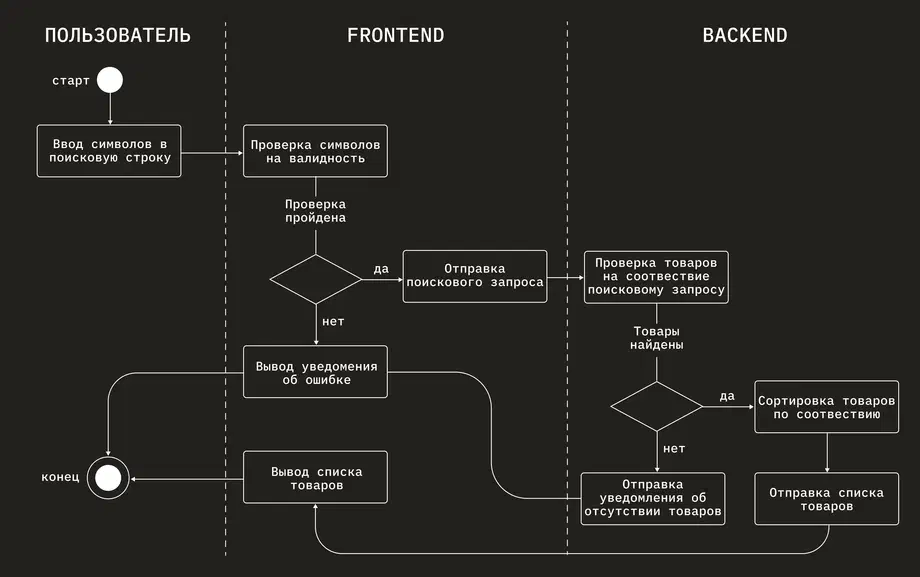 ПОЛЬЗОВАТЕЛЬ
FRONTEND
BACKEND
старт
Ввод символов в
поисковую строку
Проверка символов
на валидность
Проверка
пройдена
да
Отправка
поискового запроса
Проверка товаров
на соотвествие
поисковому запросу
нет
Товары
найдены
Вывод уведомления
об ошибке
да
Сортировка товаров
по соотвествию
нет
конец
Вывод списка
товаров
Отправка
уведомления об
отсутствии товаров
Отправка списка
товаров